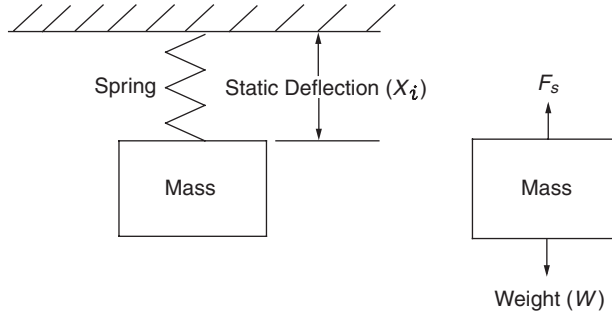 Spring
Static Deflection (Xᵢ)
Mass
Fₛ
Mass
Weight (W)